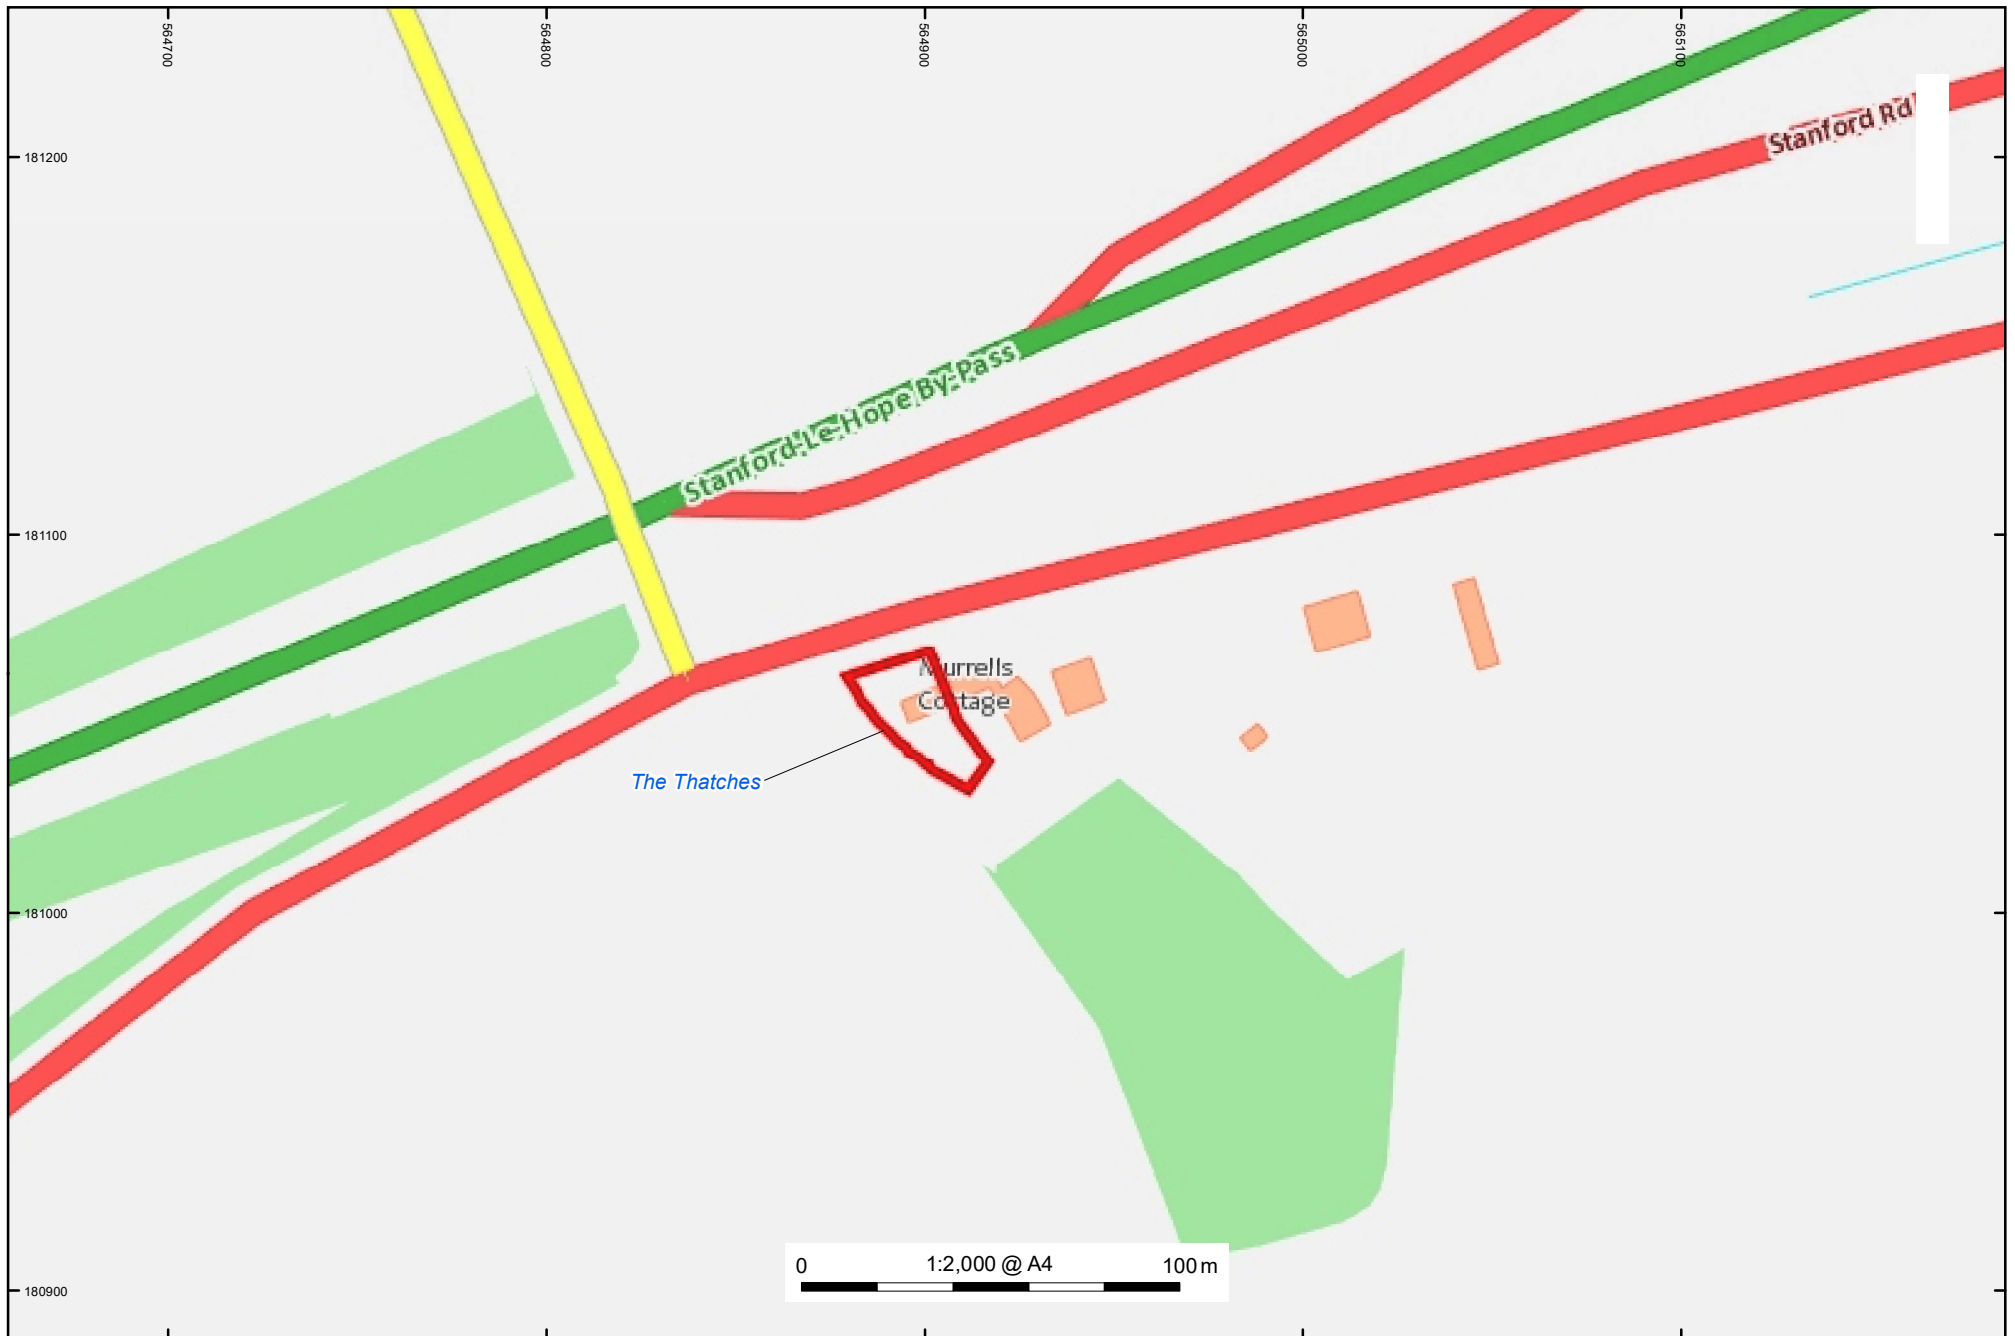 564700
564800
564900
565000
565100
181200
Stanford Rd
Stanford-Le-Hope By-Pass
181100
Murrells
Cottage
The Thatches
181000
0 1:2,000 @ A4 100 m
180900